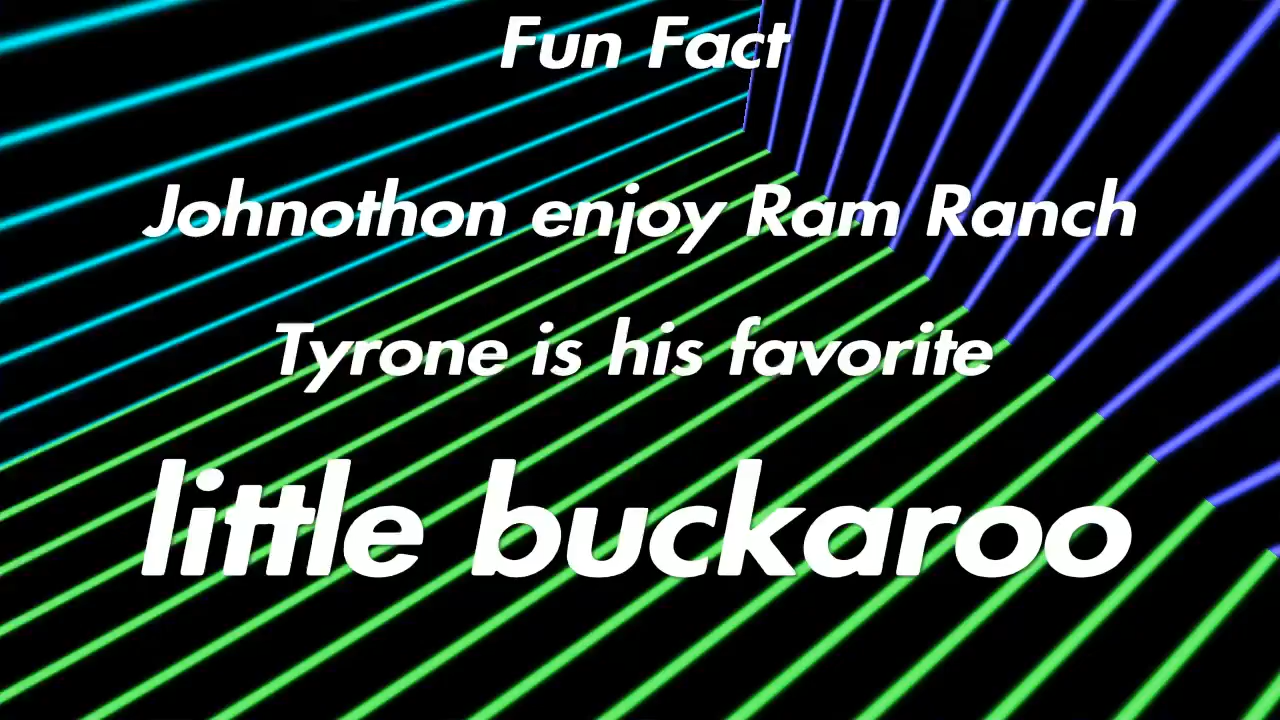 Fun Fact
Johnothon enjoy Ram Ranch
Tyrone is his favorite
little buckaroo